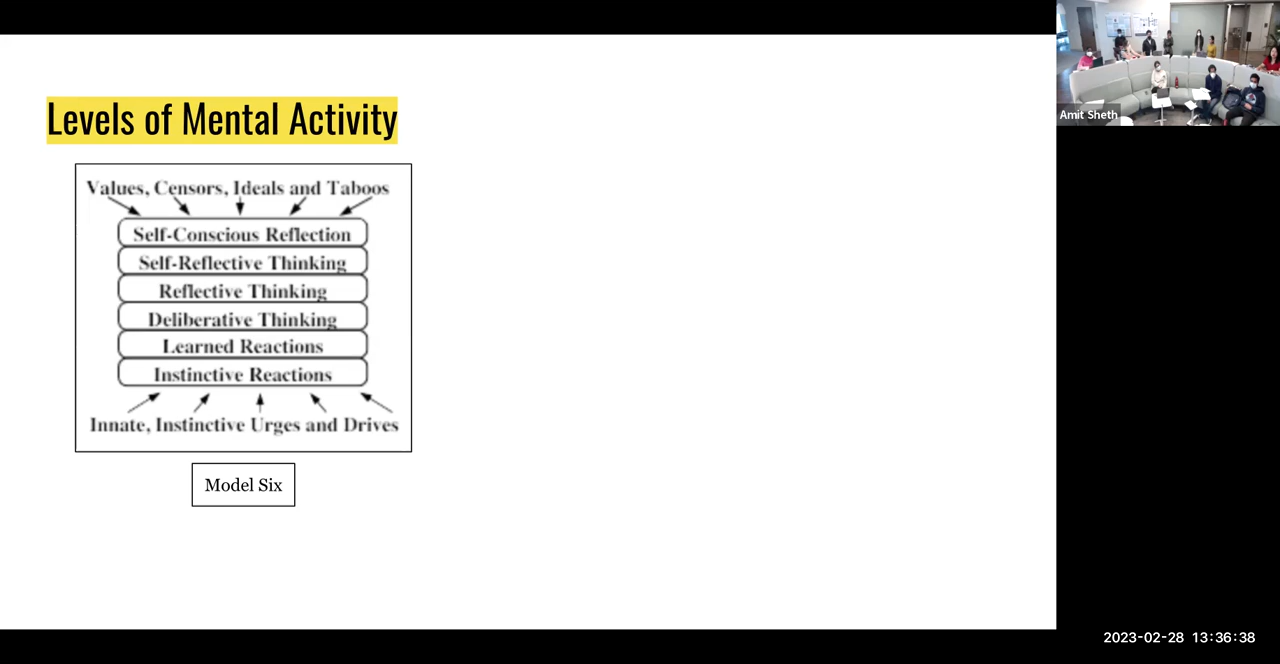 Levels of Mental Activity
Values, Censors, Ideals and Taboos
Self-Conscious Reflection
Self-Reflective Thinking
Reflective Thinking
Deliberative Thinking
Learned Reactions
Instinctive Reactions
Innate, Instinctive Urges and Drives
Model Six
Amit Sheth
2023-02-28 13:36:38